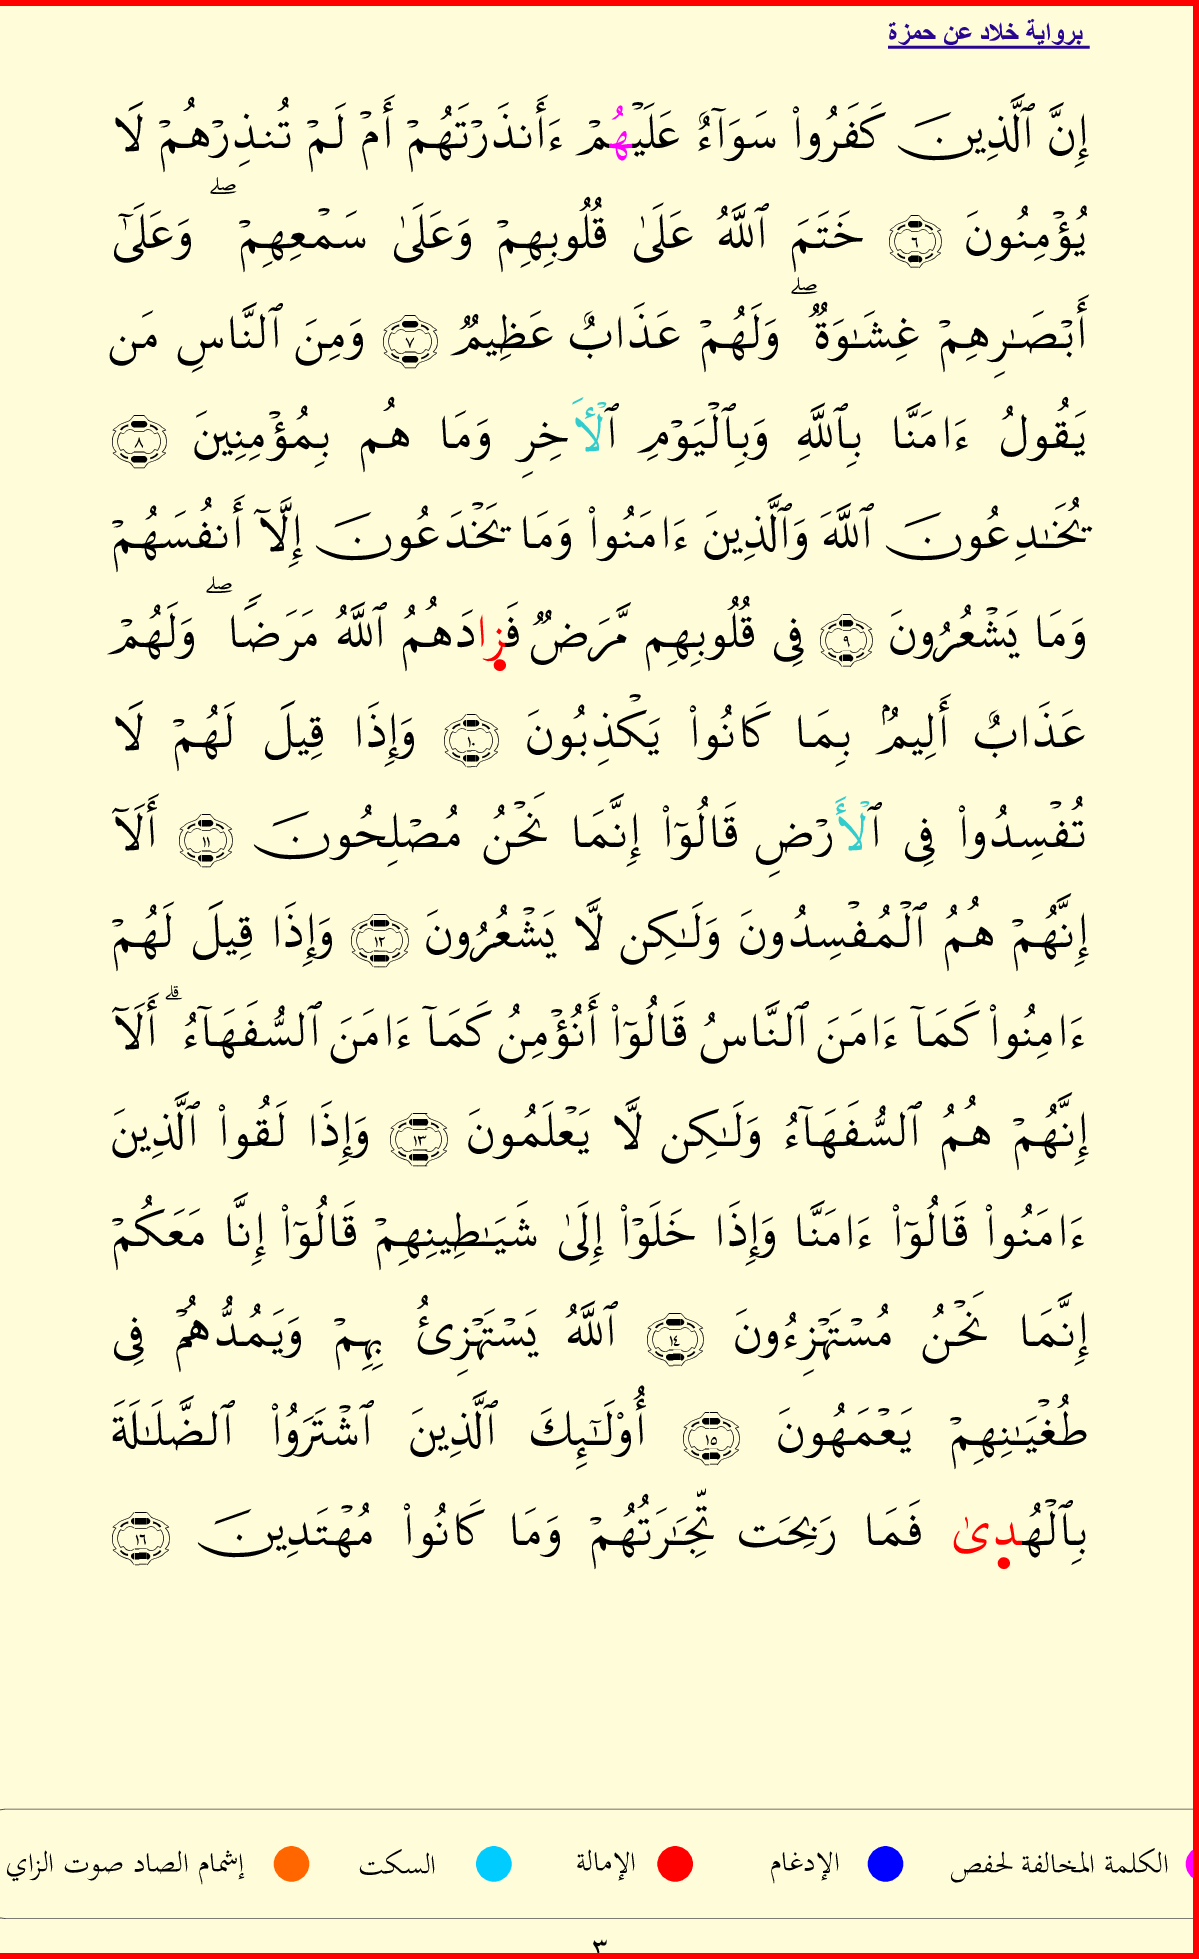 برواية خلاد عن حمزة
إِنَّ ٱلَّذِينَ كَفَرُوا۟ سَوَآءٌ عَلَيْهُمْ ءَأَنذَرْتَهُمْ أَمْ لَمْ تُنذِرْهُمْ لَا
يُؤْمِنُونَ ٦ خَتَمَ ٱللَّهُ عَلَىٰ قُلُوبِهِمْ وَعَلَىٰ سَمْعِهِمْ ۖ وَعَلَىٰٓ
أَبْصَٰرِهِمْ غِشَٰوَةٌ ۖ وَلَهُمْ عَذَابٌ عَظِيمٌ ٧ وَمِنَ ٱلنَّاسِ مَن
يَقُولُ ءَامَنَّا بِٱللَّهِ وَبِٱلْيَوْمِ ٱلْأَخِرِ وَمَا هُم بِمُؤْمِنِينَ ٨
يُخَٰدِعُونَ ٱللَّهَ وَٱلَّذِينَ ءَامَنُوا۟ وَمَا يَخْدَعُونَ إِلَّآ أَنفُسَهُمْ
وَمَا يَشْعُرُونَ ٩ فِى قُلُوبِهِم مَّرَضٌ فَزِادَهُمُ ٱللَّهُ مَرَضًا ۖ وَلَهُمْ
عَذَابٌ أَلِيمٌۢ بِمَا كَانُوا۟ يَكْذِبُونَ ١٠ وَإِذَا قِيلَ لَهُمْ لَا
تُفْسِدُوا۟ فِى ٱلْأَرْضِ قَالُوٓا۟ إِنَّمَا نَحْنُ مُصْلِحُونَ ١١ أَلَآ
إِنَّهُمْ هُمُ ٱلْمُفْسِدُونَ وَلَٰكِن لَّا يَشْعُرُونَ ١٢ وَإِذَا قِيلَ لَهُمْ
ءَامِنُوا۟ كَمَآ ءَامَنَ ٱلنَّاسُ قَالُوٓا۟ أَنُؤْمِنُ كَمَآ ءَامَنَ ٱلسُّفَهَآءُ ۗ أَلَآ
إِنَّهُمْ هُمُ ٱلسُّفَهَآءُ وَلَٰكِن لَّا يَعْلَمُونَ ١٣ وَإِذَا لَقُوا۟ ٱلَّذِينَ
ءَامَنُوا۟ قَالُوٓا۟ ءَامَنَّا وَإِذَا خَلَوْا۟ إِلَىٰ شَيَٰطِينِهِمْ قَالُوٓا۟ إِنَّا مَعَكُمْ
إِنَّمَا نَحْنُ مُسْتَهْزِءُونَ ١٤ ٱللَّهُ يَسْتَهْزِئُ بِهِمْ وَيَمُدُّهُمْ فِى
طُغْيَٰنِهِمْ يَعْمَهُونَ ١٥ أُو۟لَٰٓئِكَ ٱلَّذِينَ ٱشْتَرَوُا۟ ٱلضَّلَٰلَةَ
بِٱلْهُدِىٰ فَمَا رَبِحَت تِّجَٰرَتُهُمْ وَمَا كَانُوا۟ مُهْتَدِينَ ١٦
الكلمة المخالفة لحفص الإدغام الإمالة السكت إشمام الصاد صوت الزاي
٣